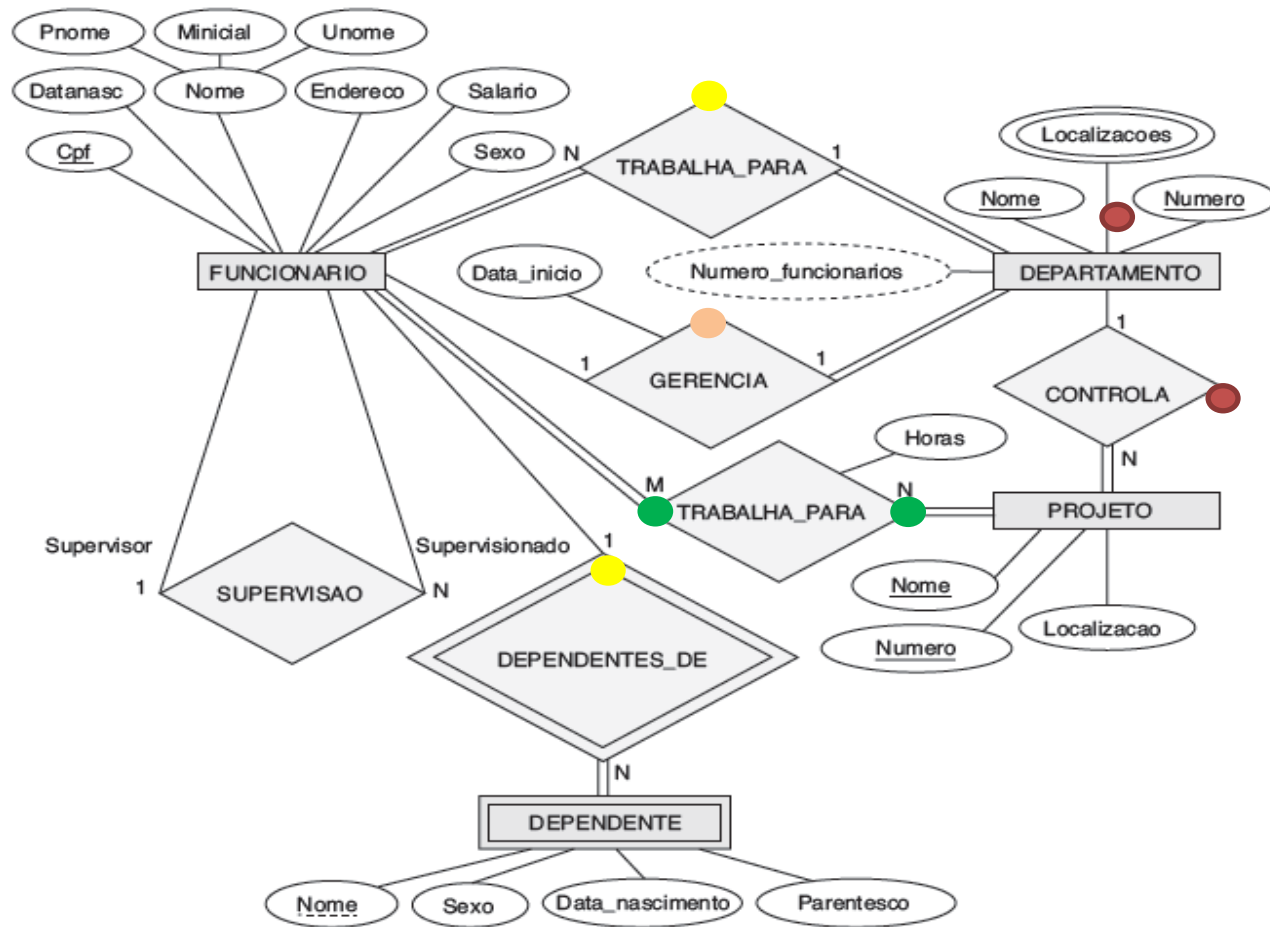 Pnome Minicial Unome
Datanasc Nome Endereco Salario
Localizacoes
Cpf Sexo
N TRABALHA_PARA 1
Nome Numero
FUNCIONARIO Data_inicio Numero_funcionarios DEPARTAMENTO
1 GERENCIA 1
1
CONTROLA
N
Horas
M TRABALHA_PARA N PROJETO
Supervisor Supervisionado
1 SUPERVISAO N
1
Nome
Numero Localizacao
DEPENDENTES_DE
N
DEPENDENTE
Nome Sexo Data_nascimento Parentesco